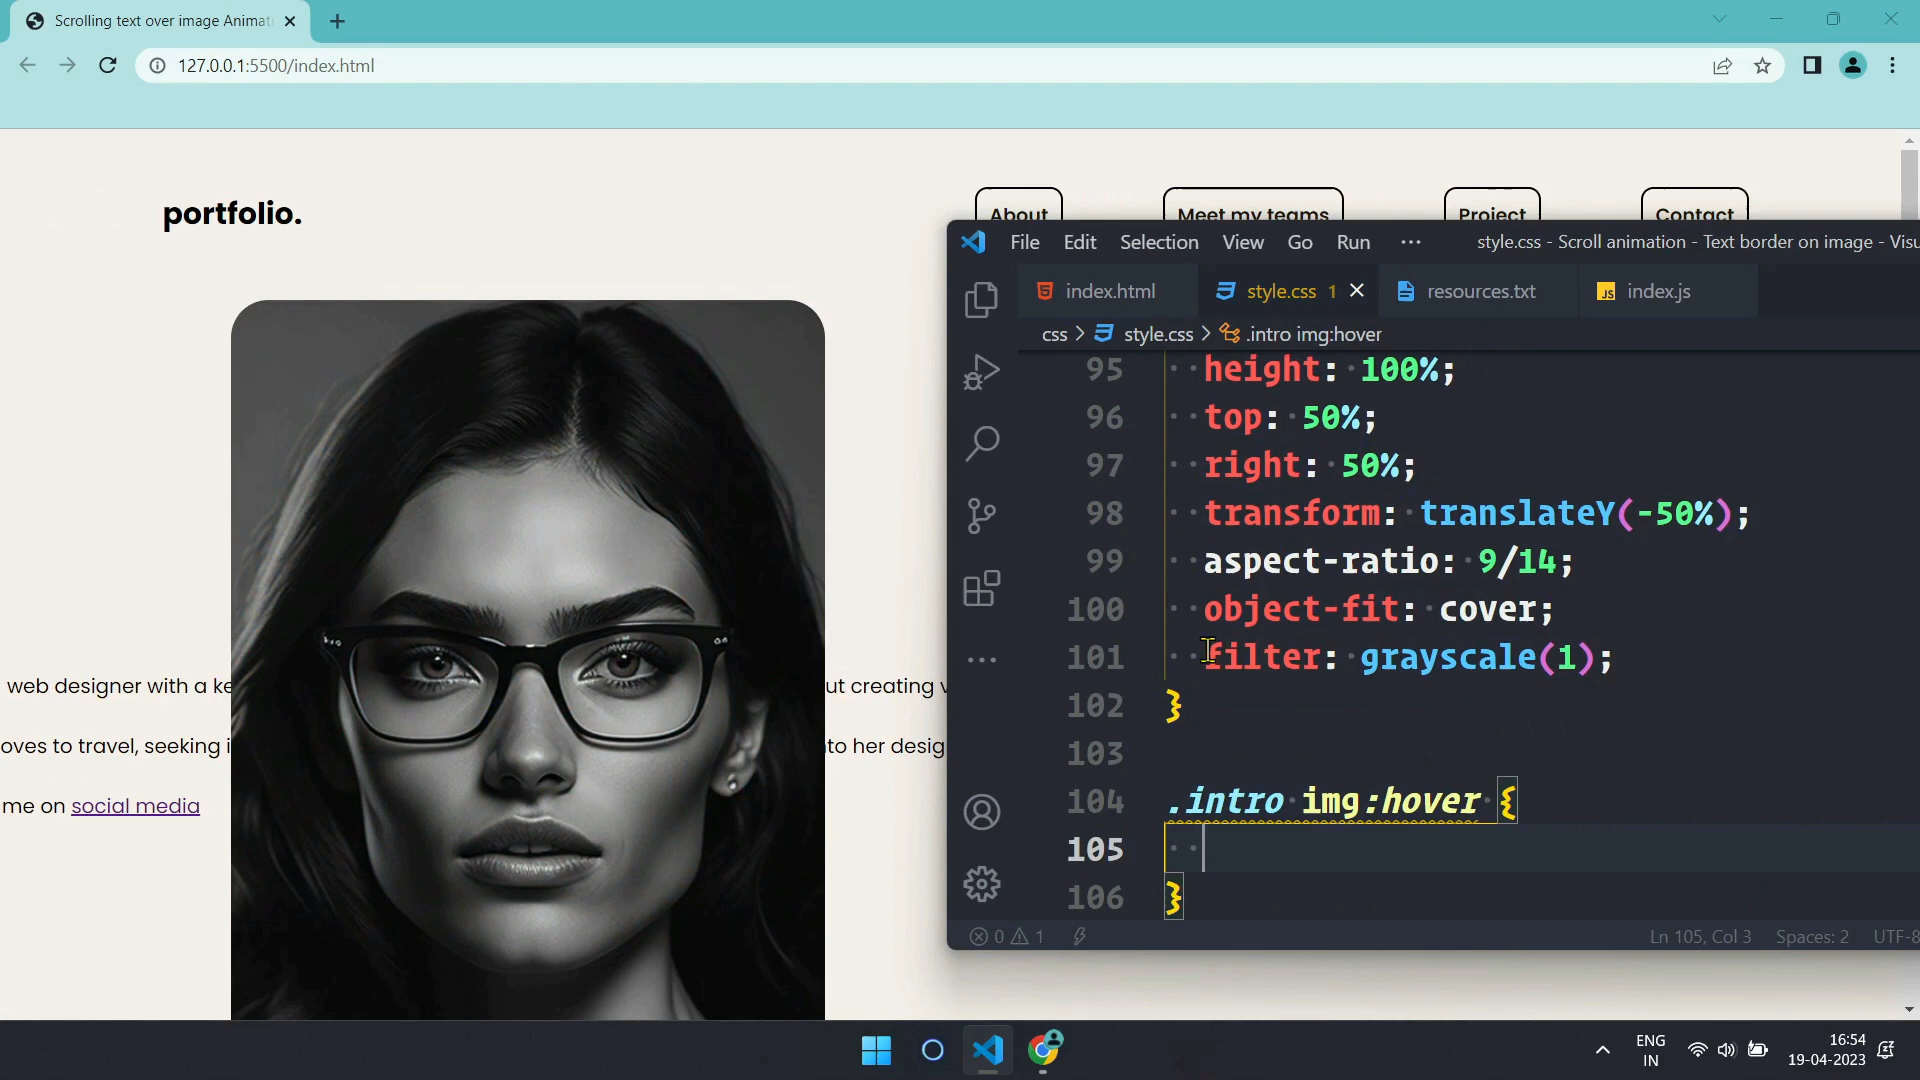 Scrolling text over image Animat
127.0.0.1:5500/index.html
portfolio.
About
Meet my teams
Project
Contact
web designer with a ke
ut creating v
oves to travel, seeking i
to her desig
me on social media
File Edit Selection View Go Run ···
style.css - Scroll animation - Text border on image - Visu
index.html
style.css 1
resources.txt
JS index.js
css > style.css > .intro img:hover
95 height: 100%;
96 top: 50%;
97 right: 50%;
98 transform: translateY(-50%);
99 aspect-ratio: 9/14;
100 object-fit: cover;
101 filter: grayscale(1);
102 }
103
104 .intro img:hover {
105
106 }
0 1
Ln 105, Col 3 Spaces: 2 UTF-8
ENG
IN
16:54
19-04-2023